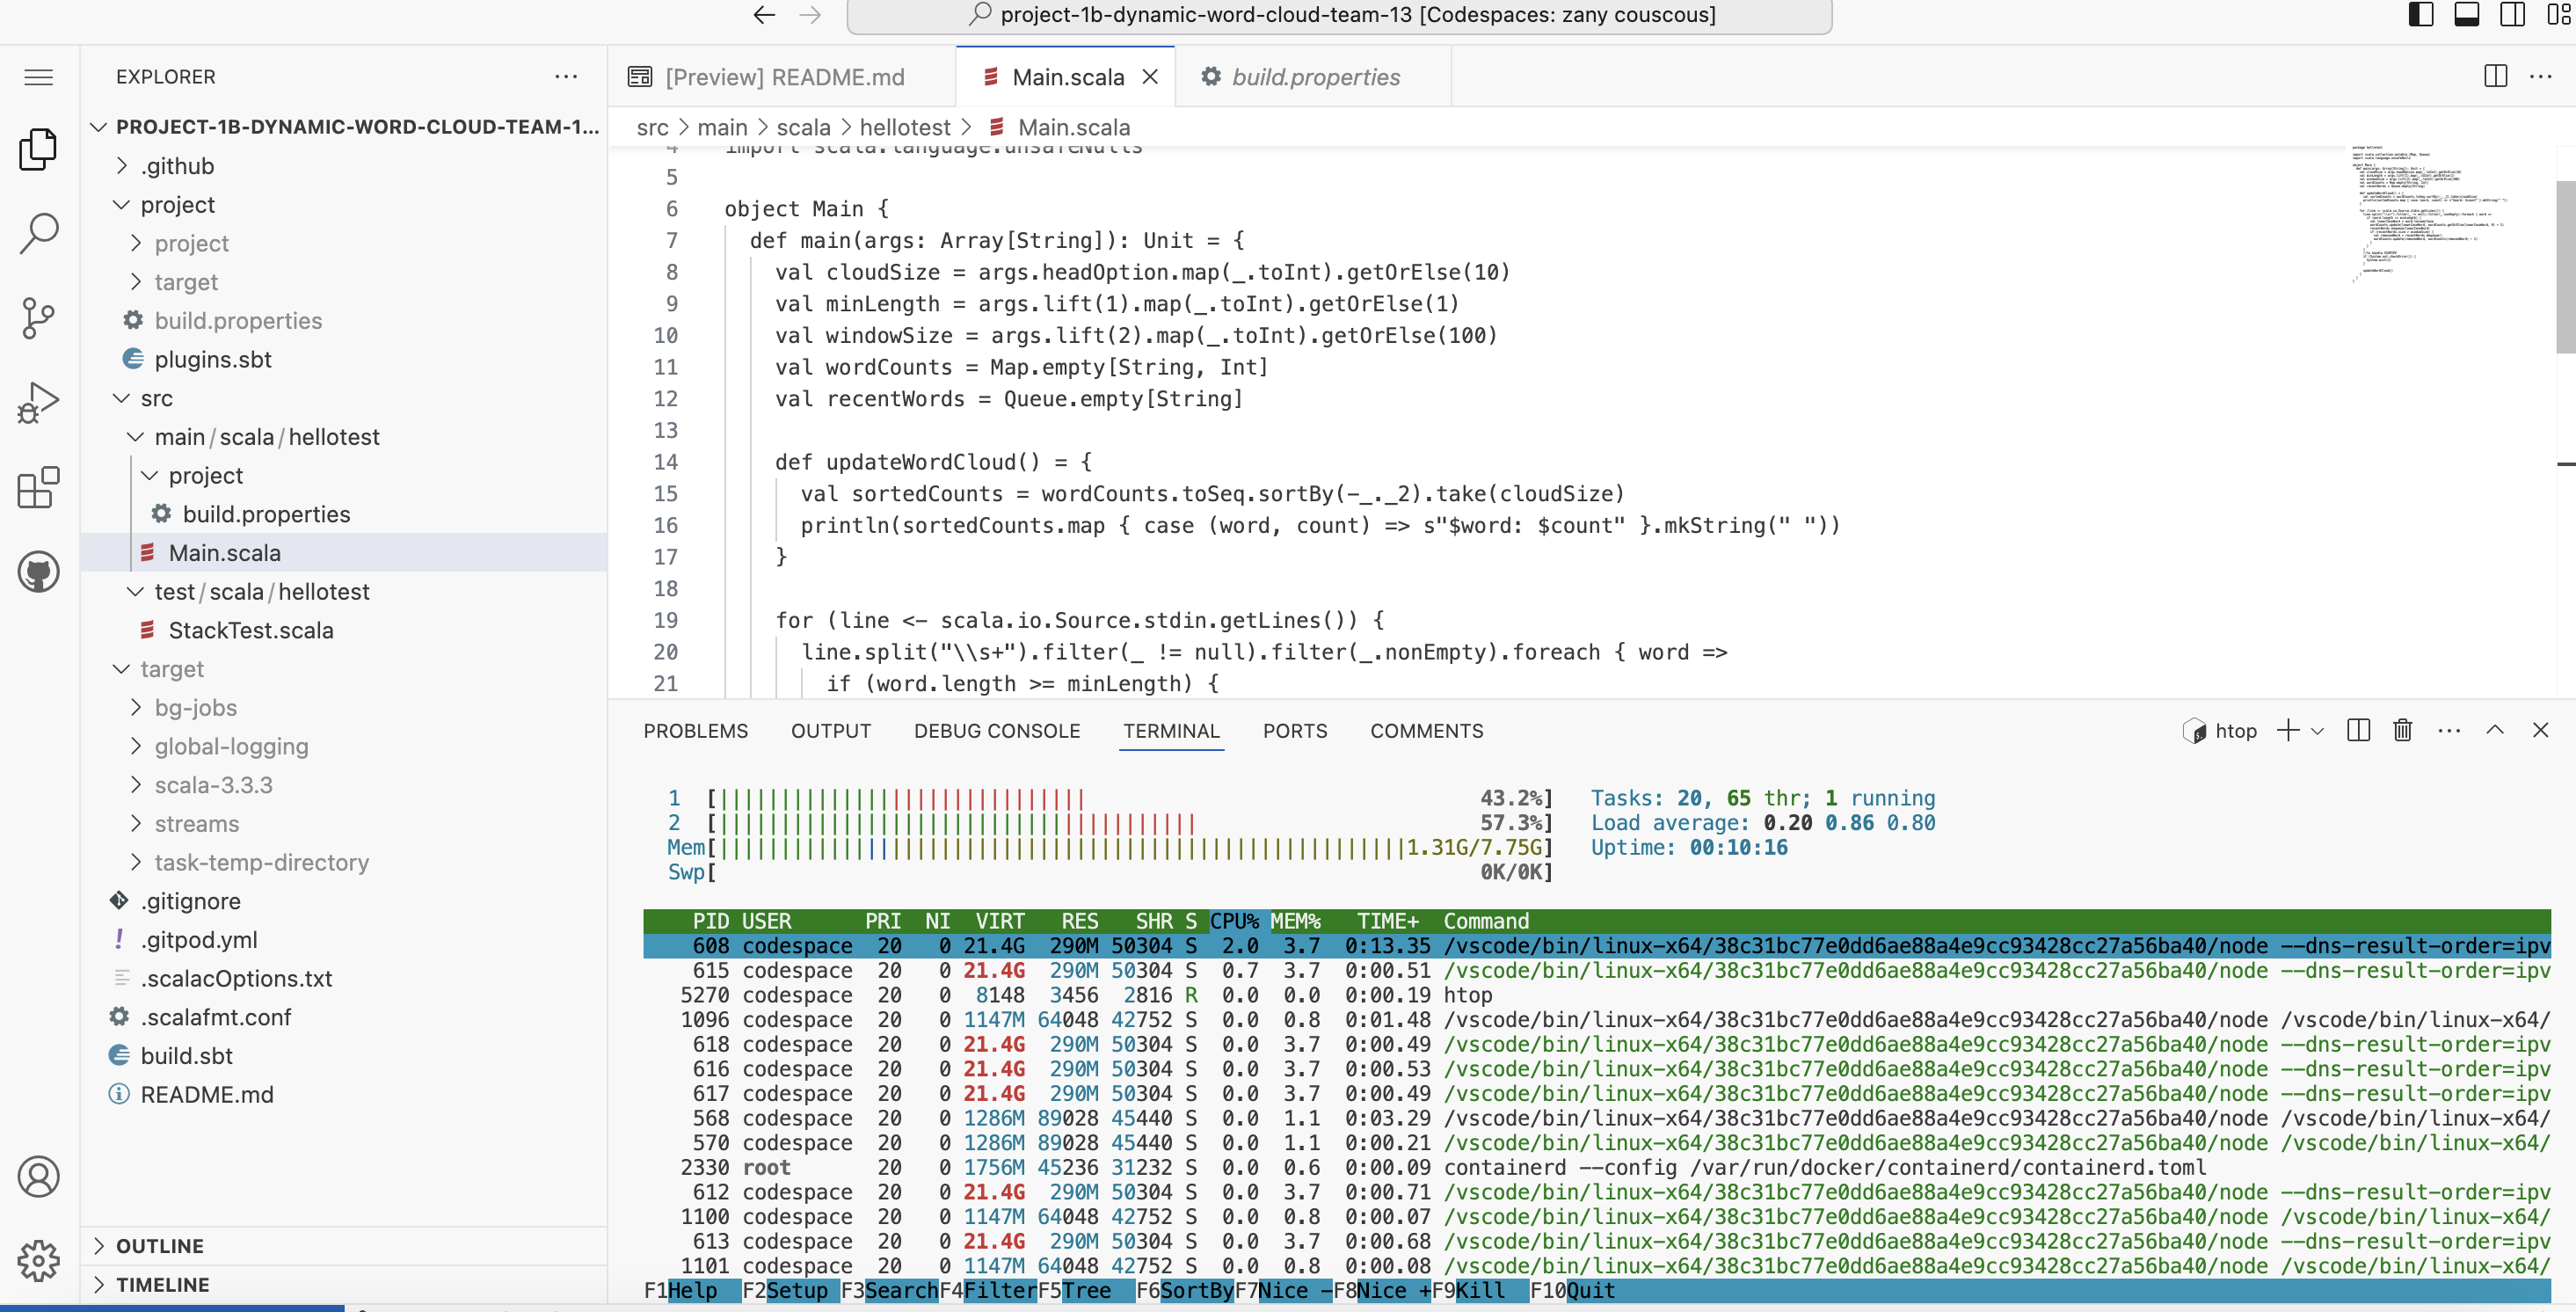 project-1b-dynamic-word-cloud-team-13 [Codespaces: zany couscous]
EXPLORER
PROJECT-1B-DYNAMIC-WORD-CLOUD-TEAM-1...
.github
project
project
target
build.properties
plugins.sbt
src
main/scala/hellotest
project
build.properties
Main.scala
test/scala/hellotest
StackTest.scala
target
bg-jobs
global-logging
scala-3.3.3
streams
task-temp-directory
.gitignore
.gitpod.yml
.scalacOptions.txt
.scalafmt.conf
build.sbt
README.md
OUTLINE
TIMELINE
[Preview] README.md Main.scala build.properties
src > main > scala > hellotest > Main.scala
4 import scala.language.unsafeNulls
5
6 object Main {
7 def main(args: Array[String]): Unit = {
8 val cloudSize = args.headOption.map(_.toInt).getOrElse(10)
9 val minLength = args.lift(1).map(_.toInt).getOrElse(1)
10 val windowSize = args.lift(2).map(_.toInt).getOrElse(100)
11 val wordCounts = Map.empty[String, Int]
12 val recentWords = Queue.empty[String]
13
14 def updateWordCloud() = {
15 val sortedCounts = wordCounts.toSeq.sortBy(-_._2).take(cloudSize)
16 println(sortedCounts.map { case (word, count) => s"$word: $count" }.mkString(" "))
17 }
18
19 for (line <- scala.io.Source.stdin.getLines()) {
20 line.split("\\s+").filter(_ != null).filter(_.nonEmpty).foreach { word =>
21 if (word.length >= minLength) {
PROBLEMS OUTPUT DEBUG CONSOLE TERMINAL PORTS COMMENTS htop
1 [ 43.2%] Tasks: 20, 65 thr; 1 running
2 [ 57.3%] Load average: 0.20 0.86 0.80
Mem[ 1.31G/7.75G] Uptime: 00:10:16
Swp[ 0K/0K]
PID USER PRI NI VIRT RES SHR S CPU% MEM% TIME+ Command
608 codespace 20 0 21.4G 290M 50304 S 2.0 3.7 0:13.35 /vscode/bin/linux-x64/38c31bc77e0dd6ae88a4e9cc93428cc27a56ba40/node --dns-result-order=ipv
615 codespace 20 0 21.4G 290M 50304 S 0.7 3.7 0:00.51 /vscode/bin/linux-x64/38c31bc77e0dd6ae88a4e9cc93428cc27a56ba40/node --dns-result-order=ipv
5270 codespace 20 0 8148 3456 2816 R 0.0 0.0 0:00.19 htop
1096 codespace 20 0 1147M 64048 42752 S 0.0 0.8 0:01.48 /vscode/bin/linux-x64/38c31bc77e0dd6ae88a4e9cc93428cc27a56ba40/node /vscode/bin/linux-x64/
618 codespace 20 0 21.4G 290M 50304 S 0.0 3.7 0:00.49 /vscode/bin/linux-x64/38c31bc77e0dd6ae88a4e9cc93428cc27a56ba40/node --dns-result-order=ipv
616 codespace 20 0 21.4G 290M 50304 S 0.0 3.7 0:00.53 /vscode/bin/linux-x64/38c31bc77e0dd6ae88a4e9cc93428cc27a56ba40/node --dns-result-order=ipv
617 codespace 20 0 21.4G 290M 50304 S 0.0 3.7 0:00.49 /vscode/bin/linux-x64/38c31bc77e0dd6ae88a4e9cc93428cc27a56ba40/node --dns-result-order=ipv
568 codespace 20 0 1286M 89028 45440 S 0.0 1.1 0:03.29 /vscode/bin/linux-x64/38c31bc77e0dd6ae88a4e9cc93428cc27a56ba40/node /vscode/bin/linux-x64/
570 codespace 20 0 1286M 89028 45440 S 0.0 1.1 0:00.21 /vscode/bin/linux-x64/38c31bc77e0dd6ae88a4e9cc93428cc27a56ba40/node /vscode/bin/linux-x64/
2330 root 20 0 1756M 45236 31232 S 0.0 0.6 0:00.09 containerd --config /var/run/docker/containerd/containerd.toml
612 codespace 20 0 21.4G 290M 50304 S 0.0 3.7 0:00.71 /vscode/bin/linux-x64/38c31bc77e0dd6ae88a4e9cc93428cc27a56ba40/node --dns-result-order=ipv
1100 codespace 20 0 1147M 64048 42752 S 0.0 0.8 0:00.07 /vscode/bin/linux-x64/38c31bc77e0dd6ae88a4e9cc93428cc27a56ba40/node /vscode/bin/linux-x64/
613 codespace 20 0 21.4G 290M 50304 S 0.0 3.7 0:00.68 /vscode/bin/linux-x64/38c31bc77e0dd6ae88a4e9cc93428cc27a56ba40/node --dns-result-order=ipv
1101 codespace 20 0 1147M 64048 42752 S 0.0 0.8 0:00.08 /vscode/bin/linux-x64/38c31bc77e0dd6ae88a4e9cc93428cc27a56ba40/node /vscode/bin/linux-x64/
F1Help F2Setup F3SearchF4FilterF5Tree F6SortByF7Nice -F8Nice +F9Kill F10Quit